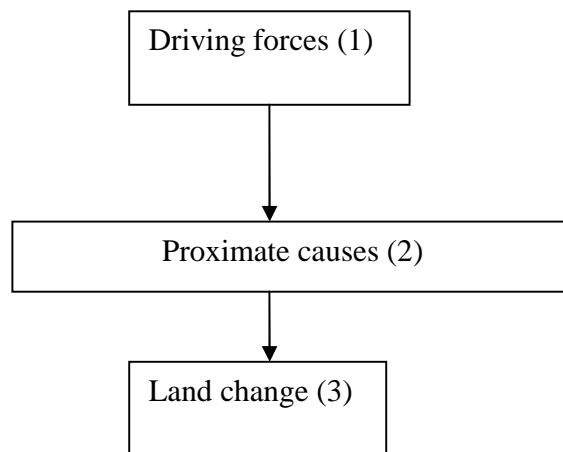 Driving forces (1)
Proximate causes (2)
Land change (3)